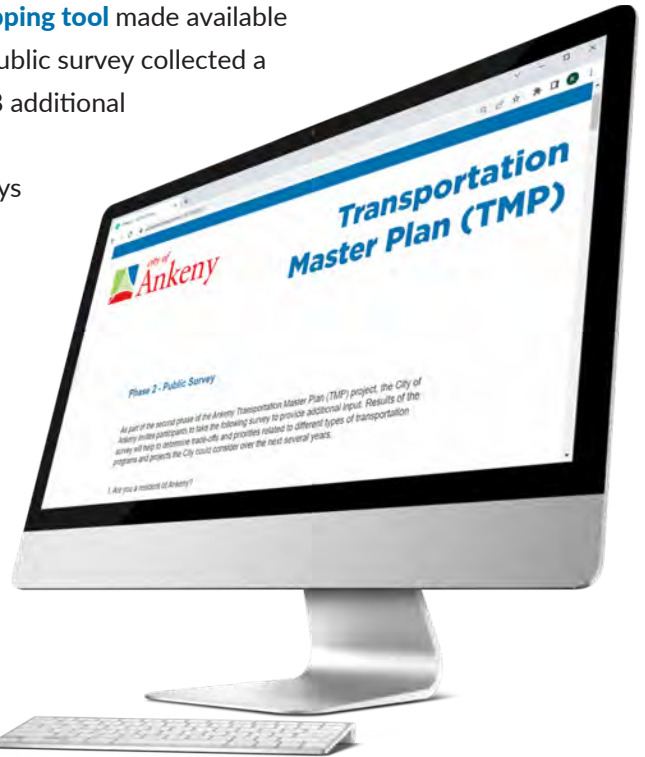 pping tool made available
ublic survey collected a
additional
ys
Transportation
Master Plan (TMP)
city of
Ankeny
Phase 2 - Public Survey
As part of the second phase of the Ankeny Transportation Master Plan (TMP) project, the City of
Ankeny invites participants to take the following survey to provide additional input. Results of the
survey will help to determine trade-offs and priorities related to different types of transportation
programs and projects the City could consider over the next several years.
1. Are you a resident of Ankeny?